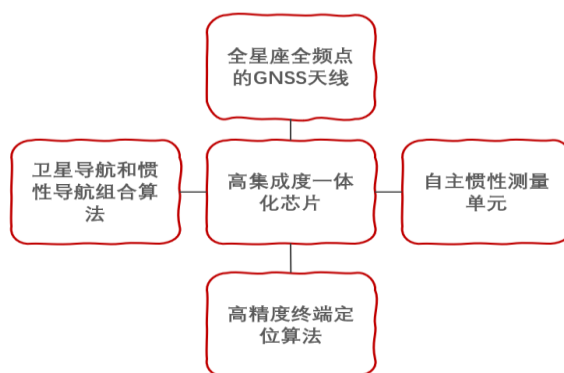 全星座全频点
的GNSS天线
卫星导航和惯
性导航组合算
法
高集成度一体
化芯片
自主惯性测量
单元
高精度终端定
位算法